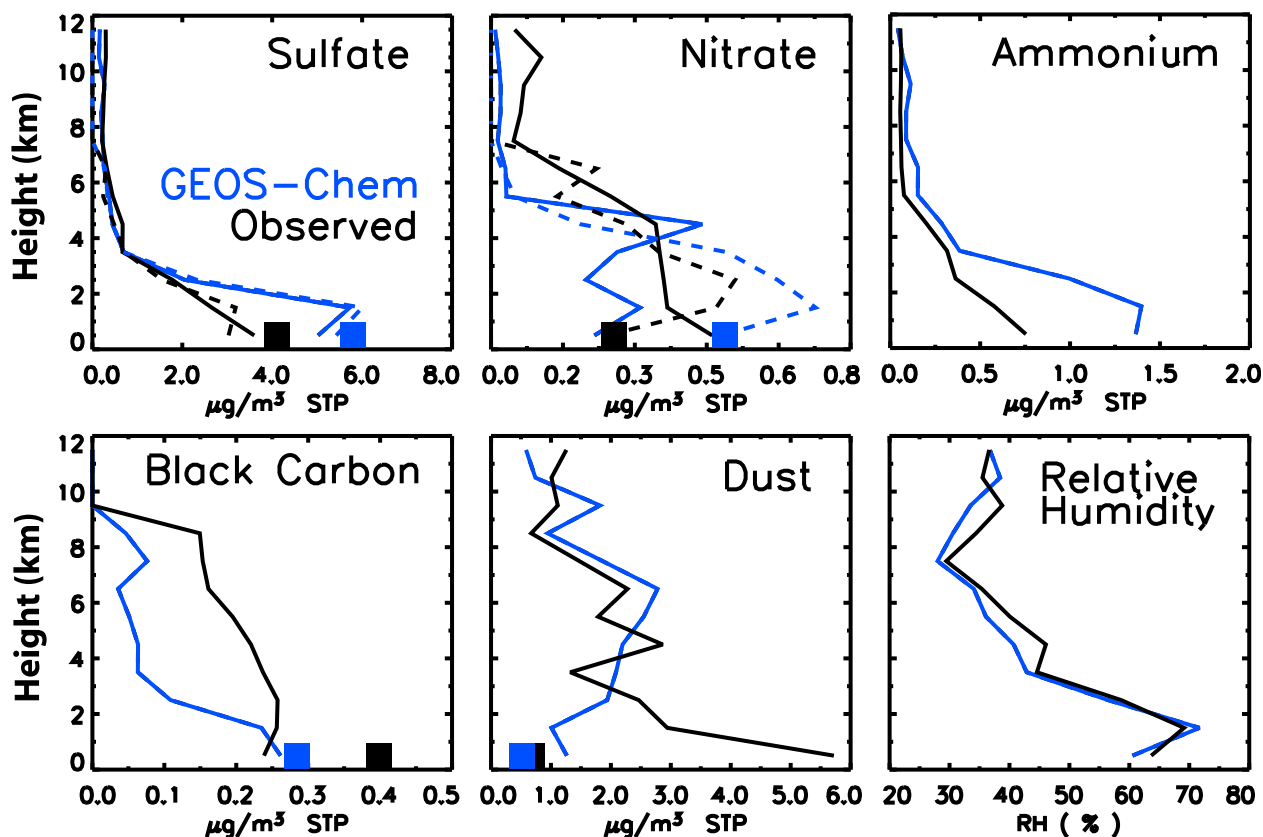 12
10
8
6
4
2
0
Height (km)
Sulfate
GEOS-Chem
Observed
0.0 2.0 4.0 6.0 8.0
μg/m³ STP
Nitrate
0.0 0.2 0.3 0.5 0.6 0.8
μg/m³ STP
Ammonium
0.0 0.5 1.0 1.5 2.0
μg/m³ STP
12
10
8
6
4
2
0
Height (km)
Black Carbon
0.0 0.1 0.2 0.3 0.4 0.5
μg/m³ STP
Dust
0.0 1.0 2.0 3.0 4.0 5.0 6.0
μg/m³ STP
Relative
Humidity
20 30 40 50 60 70 80
RH ( % )